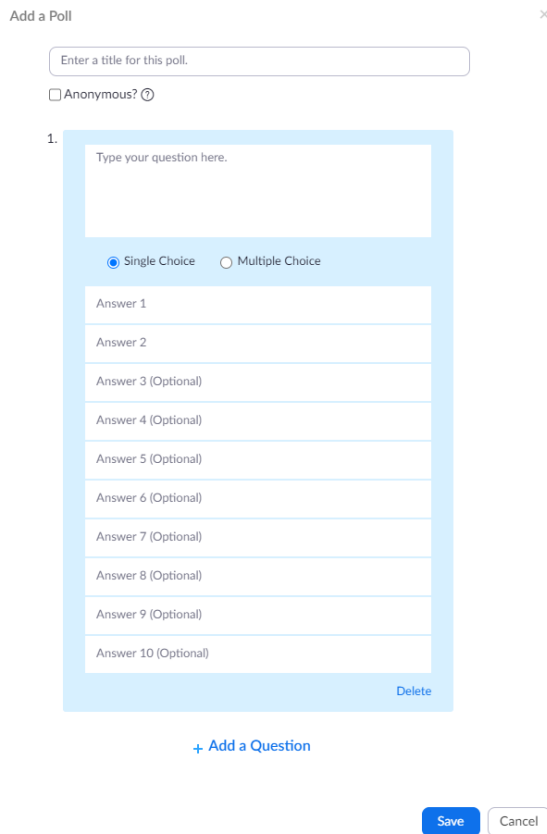 Add a Poll ×
Enter a title for this poll.
Anonymous? ?
1.
Type your question here.
Single Choice Multiple Choice
Answer 1
Answer 2
Answer 3 (Optional)
Answer 4 (Optional)
Answer 5 (Optional)
Answer 6 (Optional)
Answer 7 (Optional)
Answer 8 (Optional)
Answer 9 (Optional)
Answer 10 (Optional)
Delete
+ Add a Question
Save Cancel